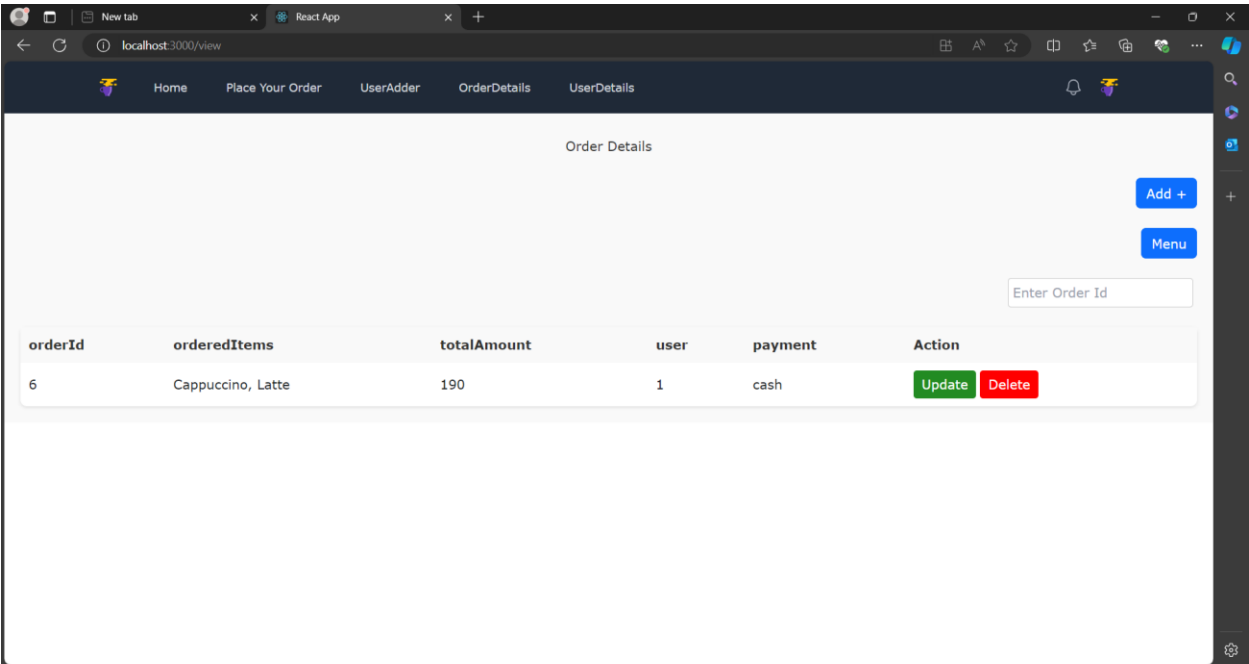 New tab React App
localhost:3000/view
Home Place Your Order UserAdder OrderDetails UserDetails
Order Details
Add +
Menu
Enter Order Id
orderId orderedItems totalAmount user payment Action
6 Cappuccino, Latte 190 1 cash Update Delete